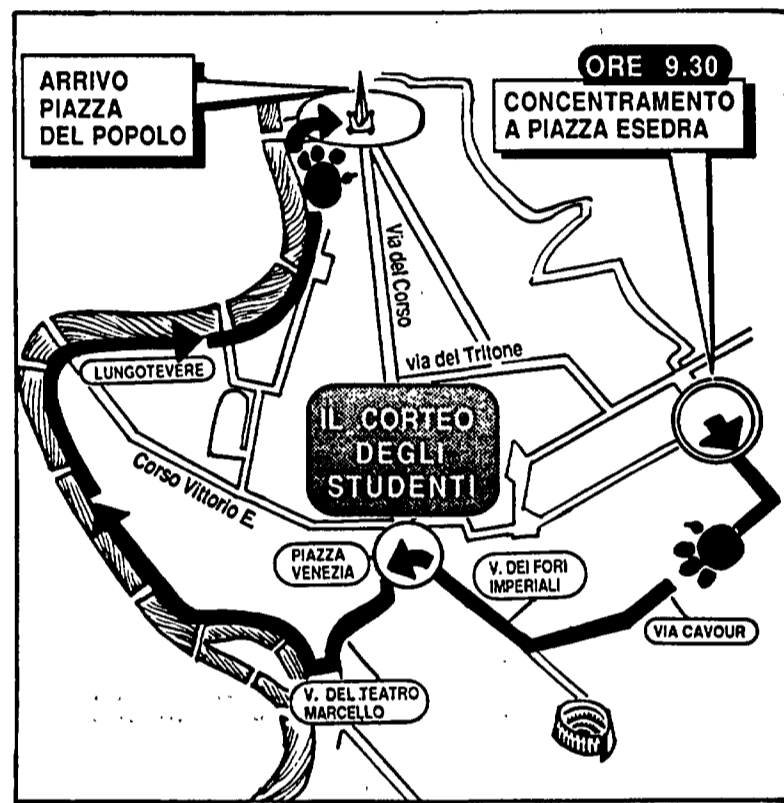 ARRIVO
PIAZZA
DEL POPOLO
ORE 9.30
CONCENTRAMENTO
A PIAZZA ESEDRA
Via del Corso
via del Tritone
LUNGOTEVERE
IL CORTEO
DEGLI
STUDENTI
Corso Vittorio E.
PIAZZA
VENEZIA
V. DEI FORI
IMPERIALI
VIA CAVOUR
V. DEL TEATRO
MARCELLO